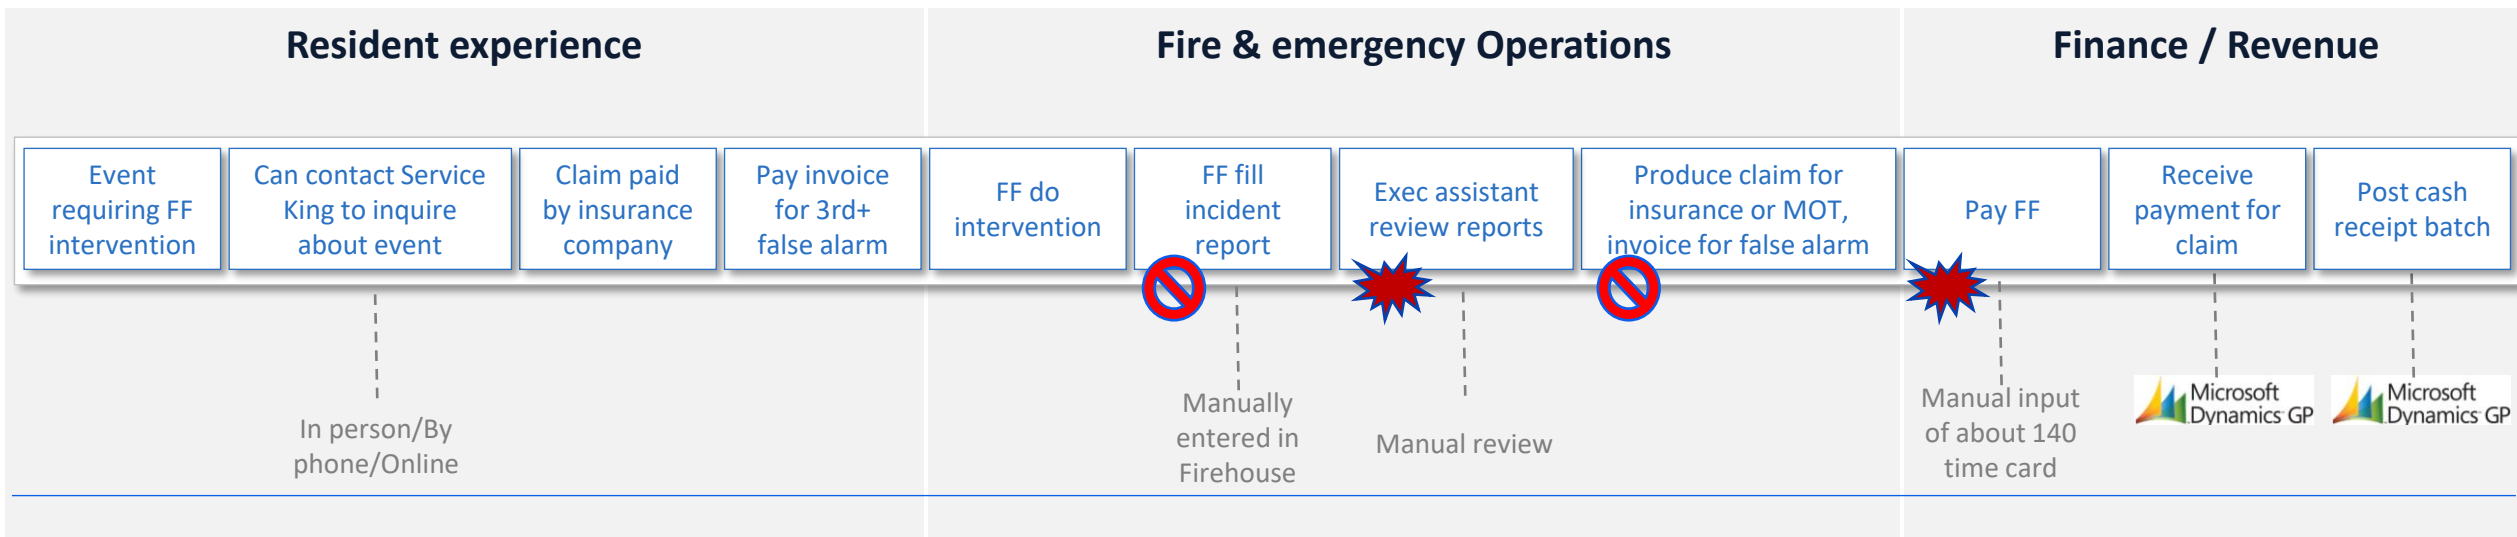 Resident experience
Fire & emergency Operations
Finance / Revenue
Event
requiring FF
intervention
Can contact Service
King to inquire
about event
Claim paid
by insurance
company
Pay invoice
for 3rd+
false alarm
FF do
intervention
FF fill
incident
report
Exec assistant
review reports
Produce claim for
insurance or MOT,
invoice for false alarm
Pay FF
Receive
payment for
claim
Post cash
receipt batch
In person/By
phone/Online
Manually
entered in
Firehouse
Manual review
Manual input
of about 140
time card
Microsoft
Dynamics GP
Microsoft
Dynamics GP